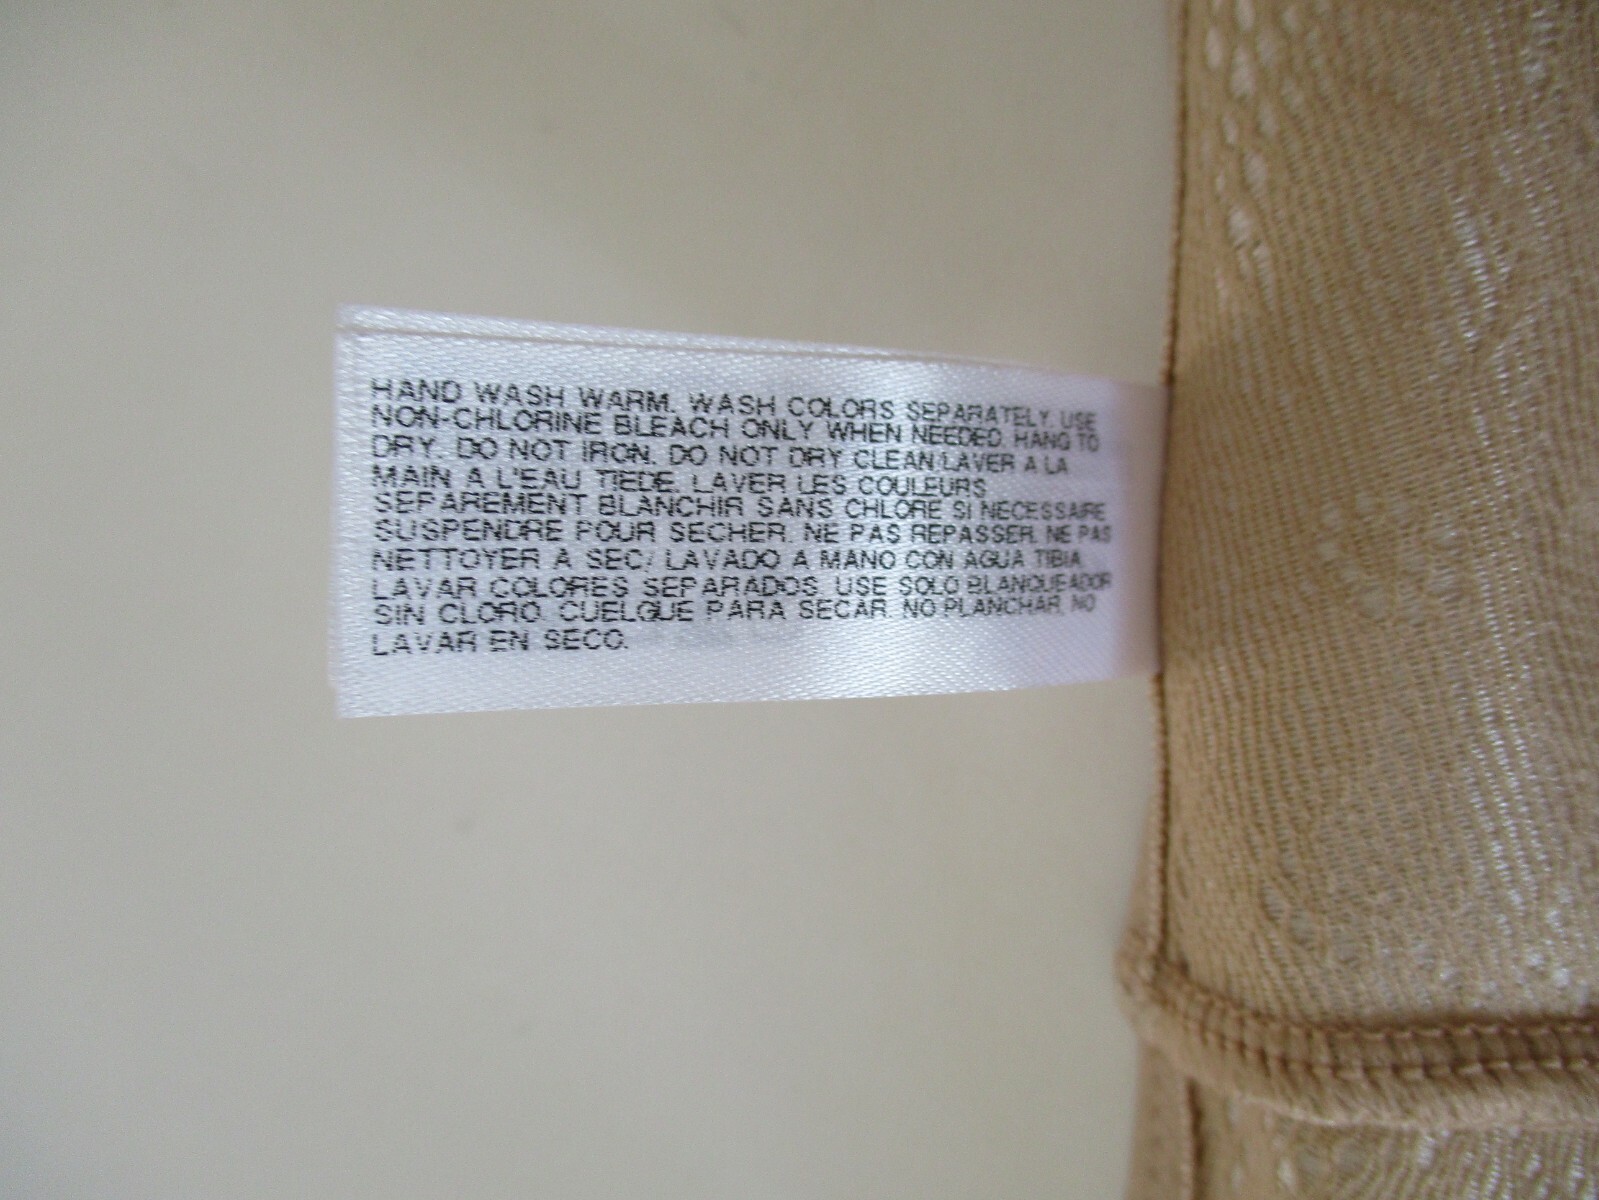 HAND WASH WARM. WASH COLORS SEPARATELY. USE
NON-CHLORINE BLEACH ONLY WHEN NEEDED. HANG TO
DRY. DO NOT IRON. DO NOT DRY CLEAN/LAVER A LA
MAIN A L'EAU TIEDE. LAVER LES COULEURS
SEPAREMENT BLANCHIR SANS CHLORE SI NECESSAIRE
SUSPENDRE POUR SECHER. NE PAS REPASSER. NE PAS
NETTOYER A SEC/ LAVADO A MANO CON AGUA TIBIA
LAVAR COLORES SEPARADOS. USE SOLO BLANQUEADOR
SIN CLORO. CUELGUE PARA SECAR. NO PLANCHAR. NO
LAVAR EN SECO.